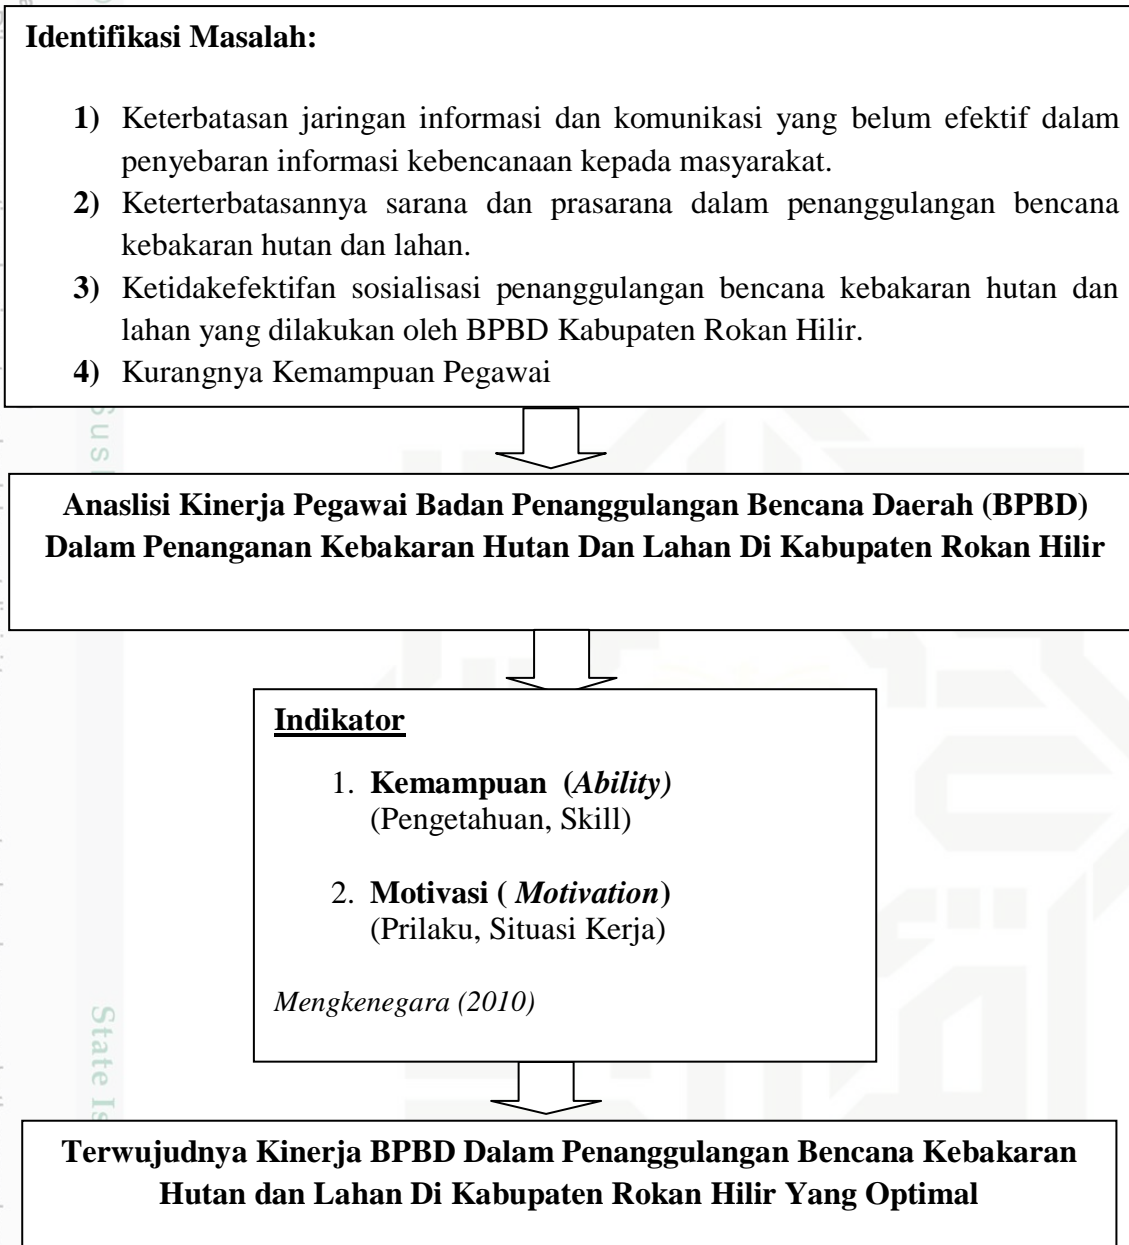 Identifikasi Masalah:
1) Keterbatasan jaringan informasi dan komunikasi yang belum efektif dalam
penyebaran informasi kebencanaan kepada masyarakat.
2) Keterterbatasannya sarana dan prasarana dalam penanggulangan bencana
kebakaran hutan dan lahan.
3) Ketidakefektifan sosialisasi penanggulangan bencana kebakaran hutan dan
lahan yang dilakukan oleh BPBD Kabupaten Rokan Hilir.
4) Kurangnya Kemampuan Pegawai
Anaslisi Kinerja Pegawai Badan Penanggulangan Bencana Daerah (BPBD)
Dalam Penanganan Kebakaran Hutan Dan Lahan Di Kabupaten Rokan Hilir
Indikator
1. Kemampuan (Ability)
(Pengetahuan, Skill)
2. Motivasi ( Motivation)
(Prilaku, Situasi Kerja)
Mengkenegara (2010)
Terwujudnya Kinerja BPBD Dalam Penanggulangan Bencana Kebakaran
Hutan dan Lahan Di Kabupaten Rokan Hilir Yang Optimal
State